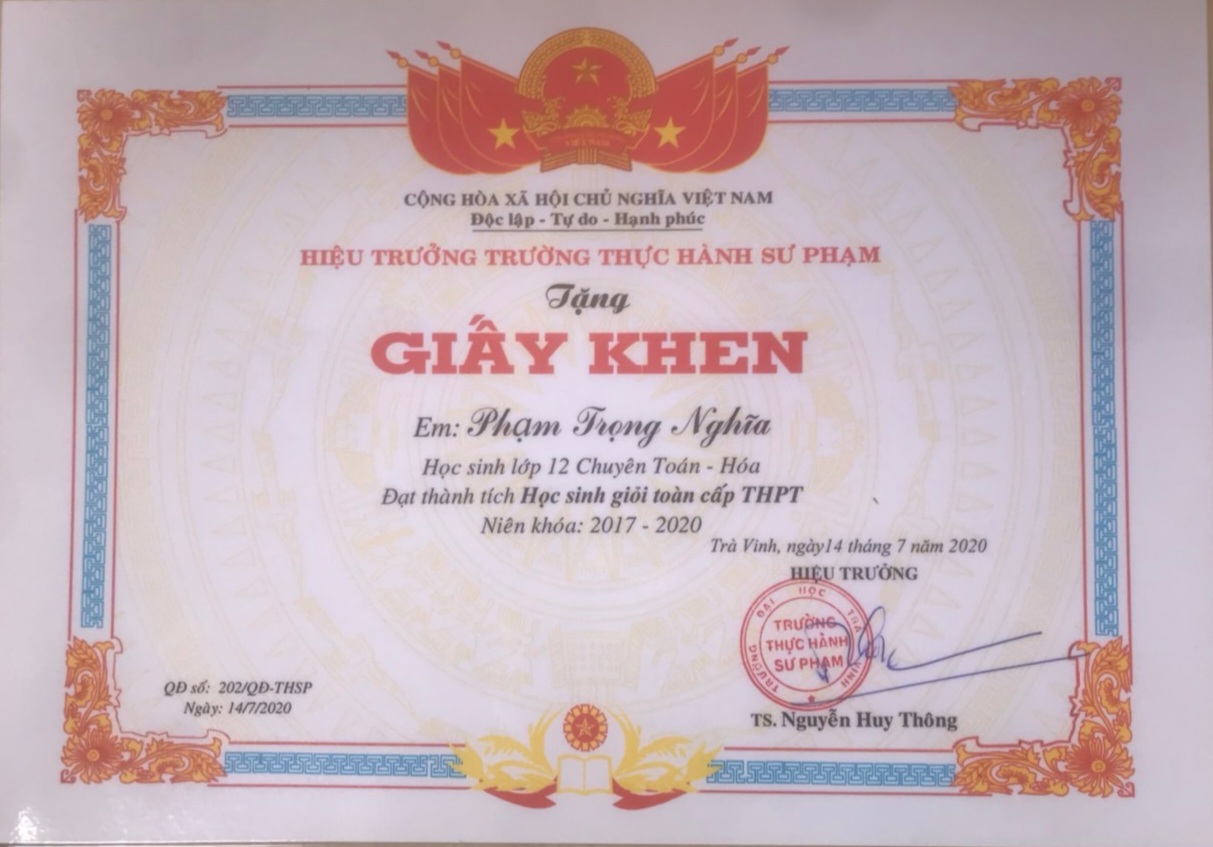 CỘNG HÒA XÃ HỘI CHỦ NGHĨA VIỆT NAM
Độc lập - Tự do - Hạnh phúc
HIỆU TRƯỞNG TRƯỜNG THỰC HÀNH SƯ PHẠM
Tặng
GIẤY KHEN
Em: Phạm Trọng Nghĩa
Học sinh lớp 12 Chuyên Toán - Hóa
Đạt thành tích Học sinh giỏi toàn cấp THPT
Niên khóa: 2017 - 2020
Trà Vinh, ngày14 tháng 7 năm 2020
HIỆU TRƯỞNG
TRƯỜNG ĐẠI HỌC TRÀ VINH
TRƯỜNG
THỰC HÀNH
SƯ PHẠM
QĐ số: 202/QĐ-THSP
Ngày: 14/7/2020
TS. Nguyễn Huy Thông